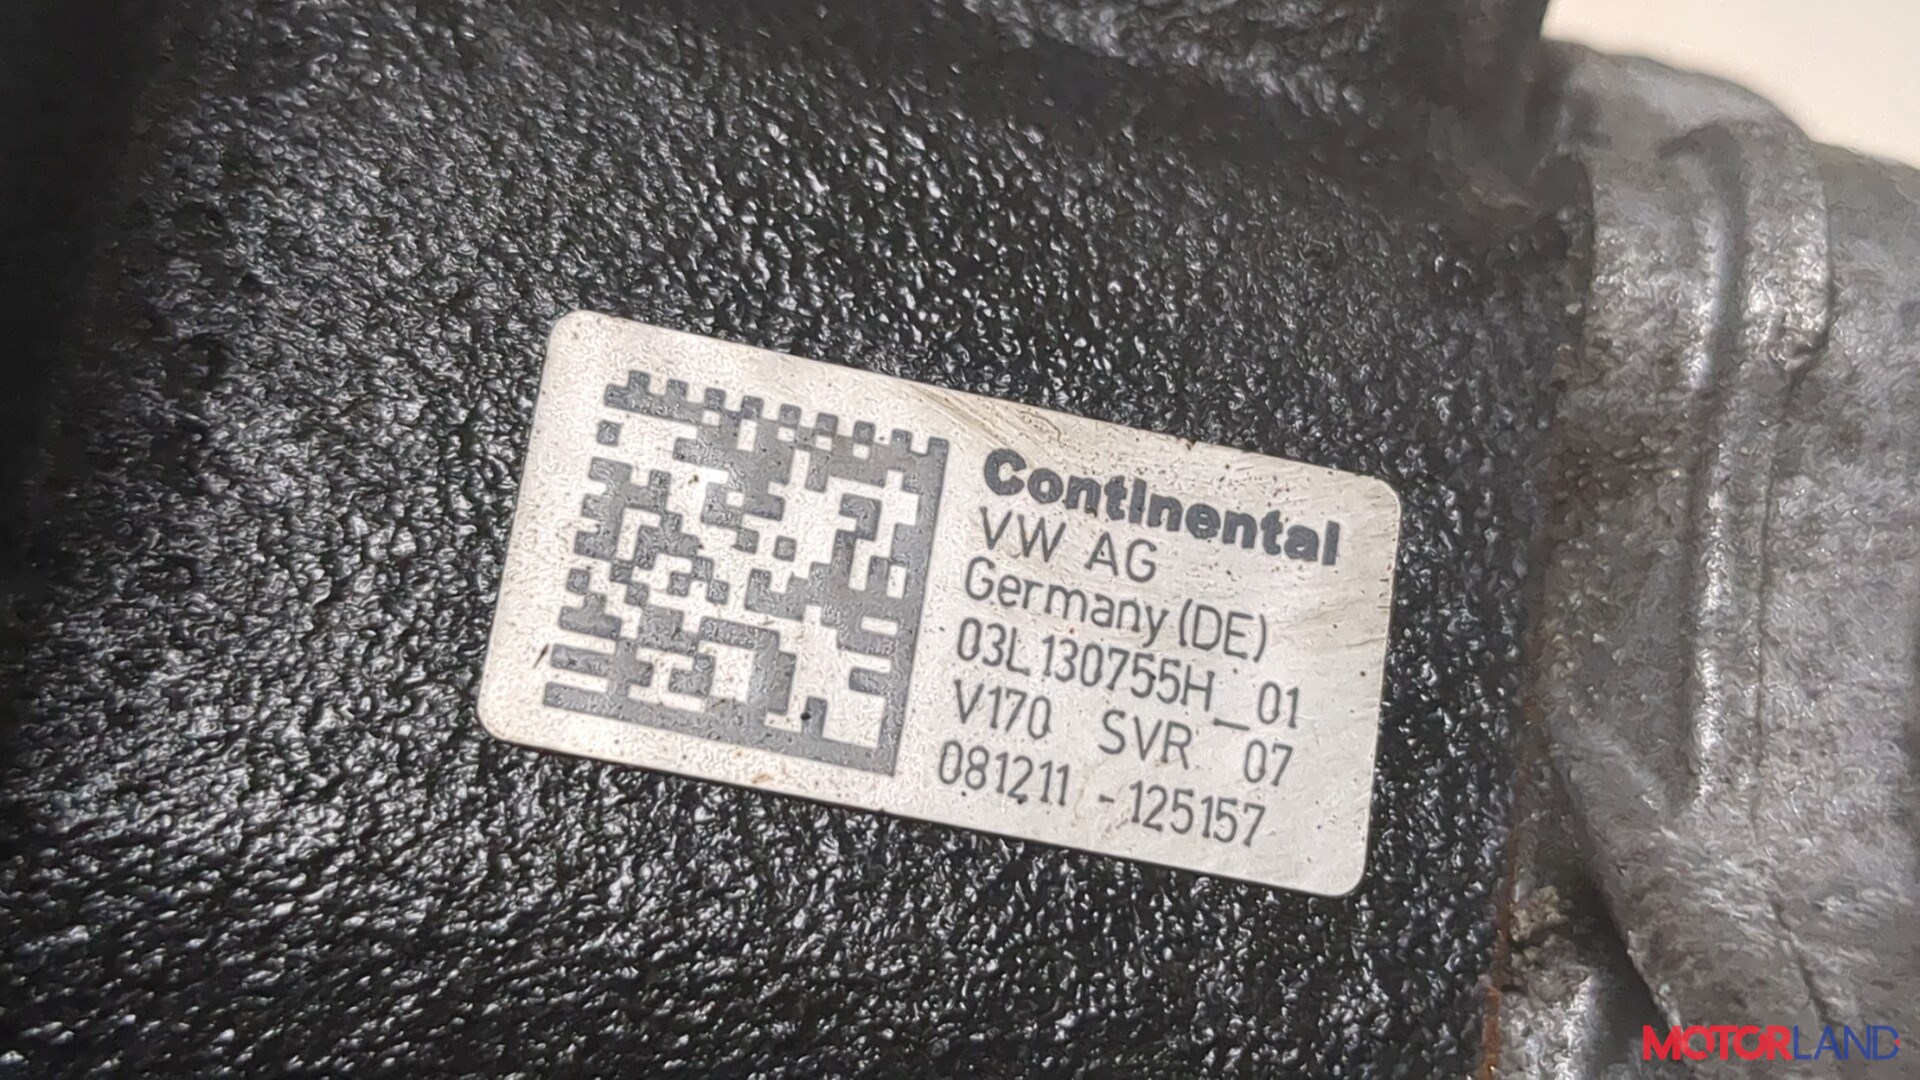 Continental
VW AG
Germany (DE)
03L130755H_01
V170 SVR 07
081211 - 125157
MOTORLAND